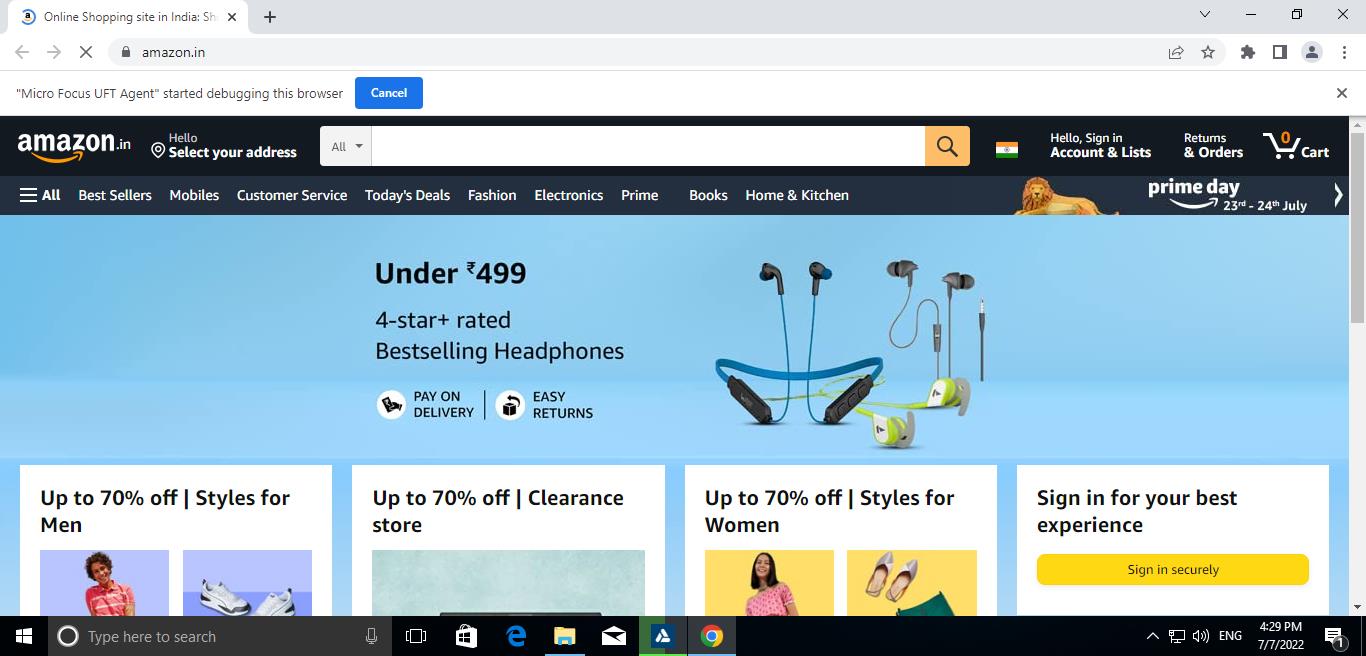 Online Shopping site in India: Sh
amazon.in
"Micro Focus UFT Agent" started debugging this browser
Cancel
amazon.in
Hello
Select your address
All
Hello, Sign in
Account & Lists
Returns
& Orders
0
Cart
All
Best Sellers
Mobiles
Customer Service
Today's Deals
Fashion
Electronics
Prime
Books
Home & Kitchen
prime day
23rd - 24th July
Under ₹499
4-star+ rated
Bestselling Headphones
PAY ON
DELIVERY
EASY
RETURNS
Up to 70% off | Styles for
Men
Up to 70% off | Clearance
store
Up to 70% off | Styles for
Women
Sign in for your best
experience
Sign in securely
Type here to search
ENG
4:29 PM
7/7/2022
1